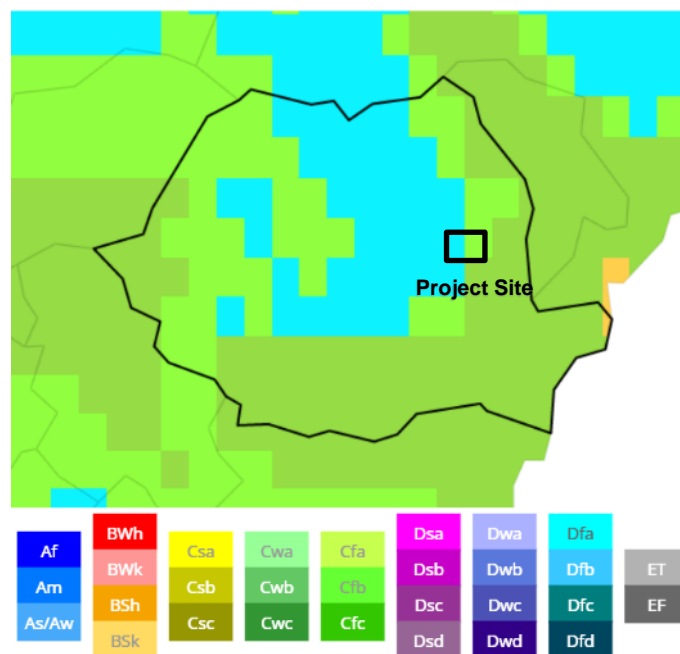 Project Site
BWh
Af
BWk
Am
BSh
As/Aw
BSk
Csa
Csb
Csc
Cwa
Cwb
Cwc
Cfa
Cfb
Cfc
Dsa
Dsb
Dsc
Dsd
Dwa
Dwb
Dwc
Dwd
Dfa
Dfb
Dfc
Dfd
ET
EF